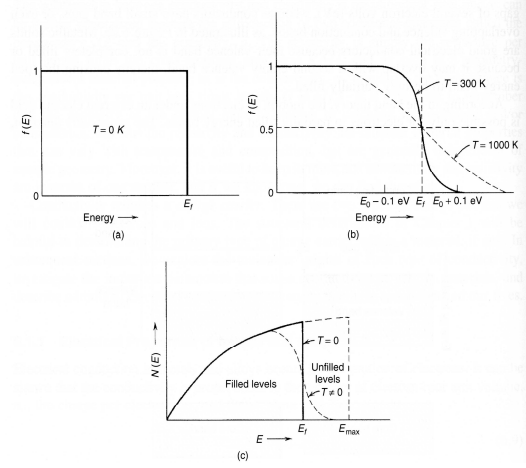 1
f (E)
T = 0 K
0
E_f
Energy →
(a)
1
T = 300 K
f (E)
0.5
T = 1000 K
0
E_0 – 0.1 eV E_f E_0 + 0.1 eV
Energy →
(b)
N (E) →
T = 0
Filled levels
Unfilled
levels
T ≠ 0
E_f
E_max
E →
(c)